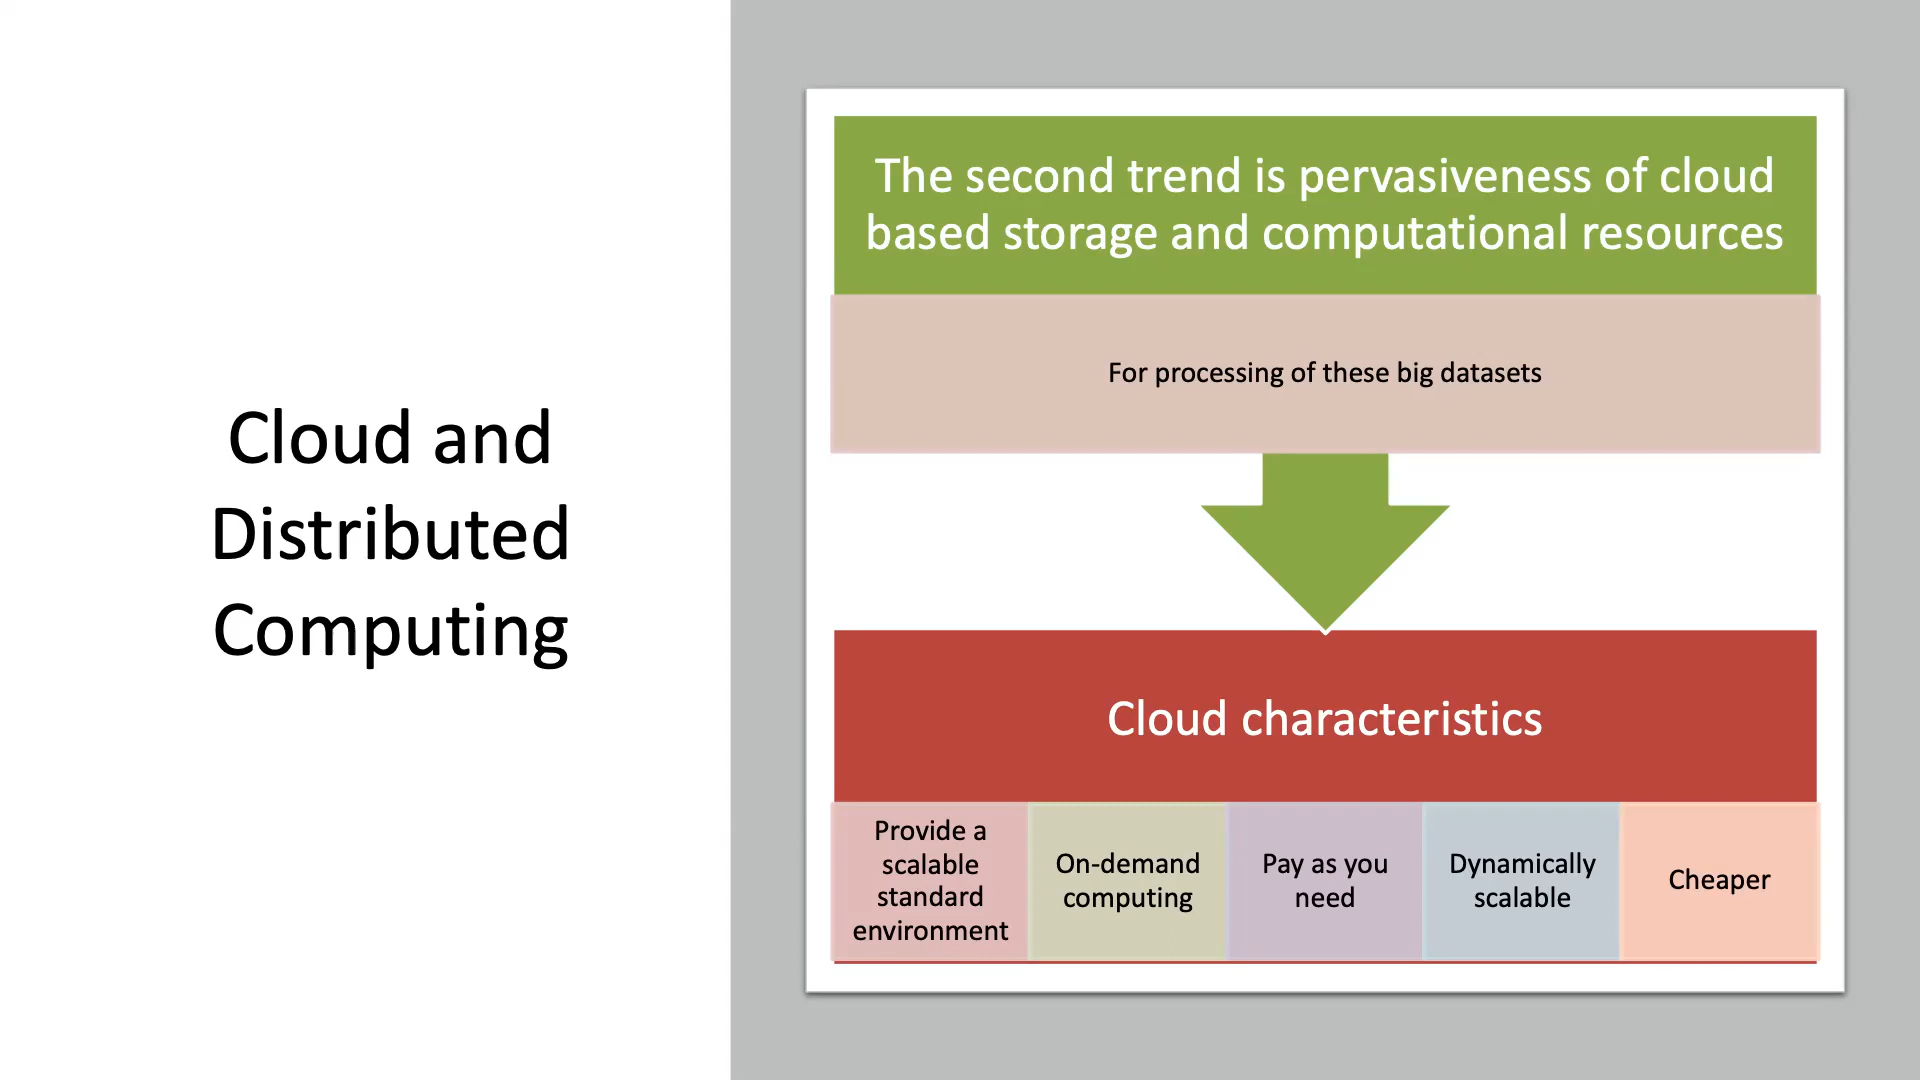 Cloud and
Distributed
Computing
The second trend is pervasiveness of cloud
based storage and computational resources
For processing of these big datasets
Cloud characteristics
Provide a
scalable
standard
environment
On-demand
computing
Pay as you
need
Dynamically
scalable
Cheaper